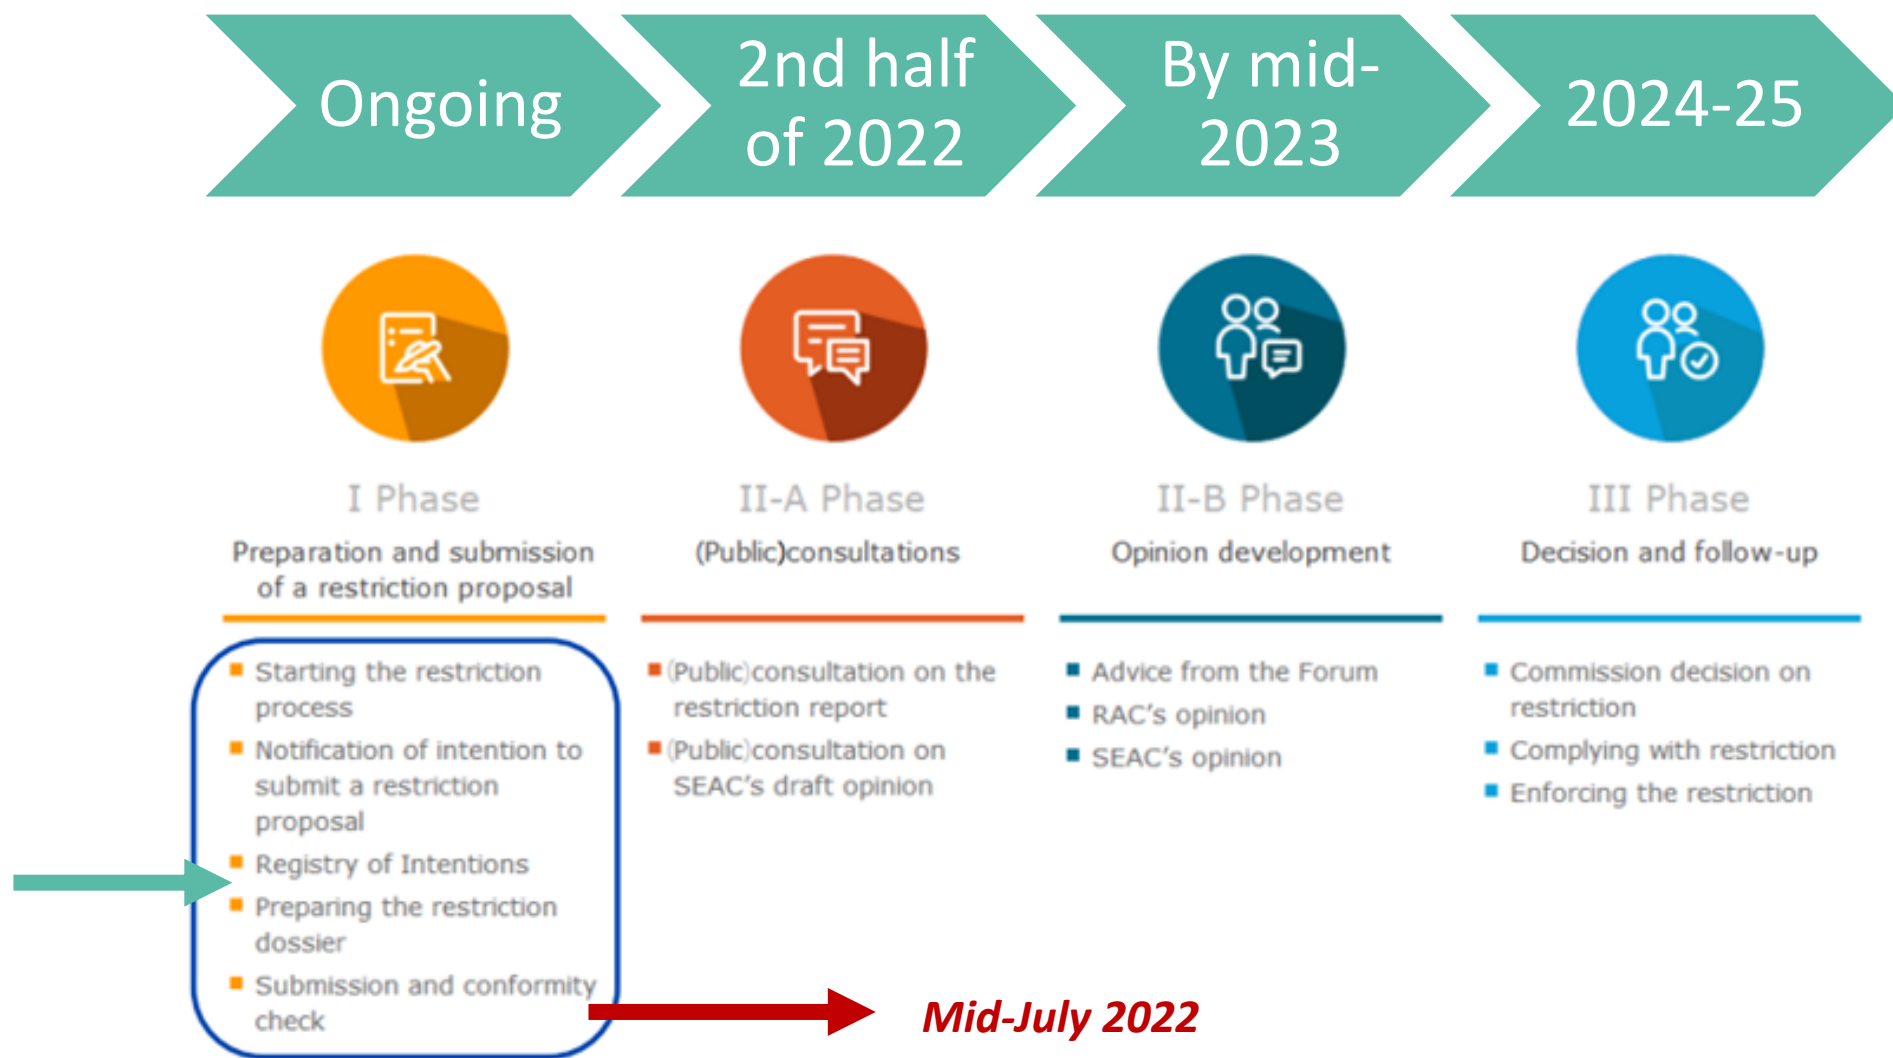 Ongoing
2nd half
of 2022
By mid-
2023
2024-25
I Phase
Preparation and submission
of a restriction proposal
Starting the restriction
process
Notification of intention to
submit a restriction
proposal
Registry of Intentions
Preparing the restriction
dossier
Submission and conformity
check
Mid-July 2022
II-A Phase
(Public)consultations
(Public)consultation on the
restriction report
(Public)consultation on
SEAC's draft opinion
II-B Phase
Opinion development
Advice from the Forum
RAC's opinion
SEAC's opinion
III Phase
Decision and follow-up
Commission decision on
restriction
Complying with restriction
Enforcing the restriction